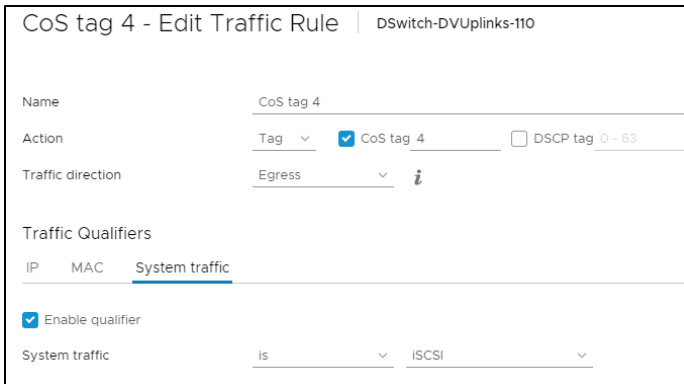 CoS tag 4 - Edit Traffic Rule DSwitch-DVUplinks-110
Name CoS tag 4
Action Tag CoS tag 4 DSCP tag 0 - 63
Traffic direction Egress i
Traffic Qualifiers
IP MAC System traffic
Enable qualifier
System traffic is iSCSI